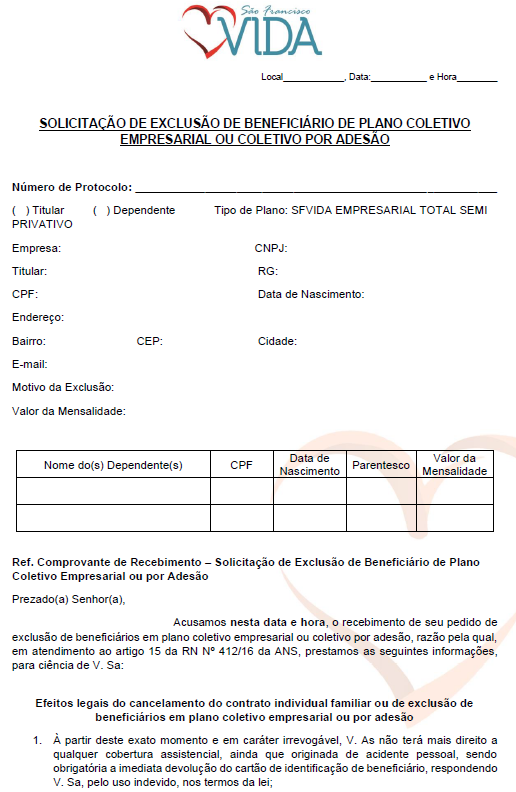 São Francisco
VIDA
Local____________, Data:___________ e Hora________
SOLICITAÇÃO DE EXCLUSÃO DE BENEFICIÁRIO DE PLANO COLETIVO
EMPRESARIAL OU COLETIVO POR ADESÃO
Número de Protocolo: ______________________________________________________
( ) Titular ( ) Dependente Tipo de Plano: SFVIDA EMPRESARIAL TOTAL SEMI
PRIVATIVO
Empresa: CNPJ:
Titular: RG:
CPF: Data de Nascimento:
Endereço:
Bairro: CEP: Cidade:
E-mail:
Motivo da Exclusão:
Valor da Mensalidade:
Nome do(s) Dependente(s) CPF Data de Nascimento Parentesco Valor da Mensalidade
Ref. Comprovante de Recebimento – Solicitação de Exclusão de Beneficiário de Plano
Coletivo Empresarial ou por Adesão
Prezado(a) Senhor(a),
Acusamos nesta data e hora, o recebimento de seu pedido de
exclusão de beneficiários em plano coletivo empresarial ou coletivo por adesão, razão pela qual,
em atendimento ao artigo 15 da RN Nº 412/16 da ANS, prestamos as seguintes informações,
para ciência de V. Sa:
Efeitos legais do cancelamento do contrato individual familiar ou de exclusão de
beneficiários em plano coletivo empresarial ou por adesão
1. À partir deste exato momento e em caráter irrevogável, V. As não terá mais direito a
qualquer cobertura assistencial, ainda que originada de acidente pessoal, sendo
obrigatória a imediata devolução do cartão de identificação de beneficiário, respondendo
V. Sa, pelo uso indevido, nos termos da lei;